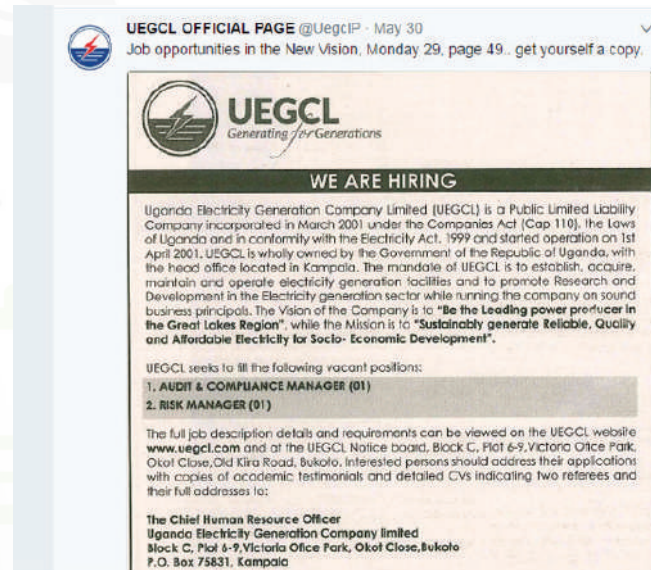 UEGCL OFFICIAL PAGE @UegclP · May 30
Job opportunities in the New Vision, Monday 29, page 49.. get yourself a copy.
UEGCL
Generating for Generations
WE ARE HIRING
Uganda Electricity Generation Company Limited (UEGCL) is a Public Limited Liability
Company incorporated in March 2001 under the Companies Act (Cap 110), the Laws
of Uganda and in conformity with the Electricity Act, 1999 and started operation on 1st
April 2001. UEGCL is wholly owned by the Government of the Republic of Uganda, with
the head office located in Kampala. The mandate of UEGCL is to establish, acquire,
maintain and operate electricity generation facilities and to promote Research and
Development in the Electricity generation sector while running the company on sound
business principals. The Vision of the Company is to "Be the Leading power producer in
the Great Lakes Region", while the Mission is to "Sustainably generate Reliable, Quality
and Affordable Electricity for Socio- Economic Development".
UEGCL seeks to fill the following vacant positions:
1. AUDIT & COMPLIANCE MANAGER (01)
2. RISK MANAGER (01)
The full job description details and requirements can be viewed on the UEGCL website
www.uegcl.com and at the UEGCL Notice board, Block C, Plot 6-9,Victoria Ofice Park,
Okot Close,Old Kira Road, Bukoto. Interested persons should address their applications
with copies of academic testimonials and detailed CVs indicating two referees and
their full addresses to:
The Chief Human Resource Officer
Uganda Electricity Generation Company limited
Block C, Plot 6-9,Victoria Ofice Park, Okot Close,Bukoto
P.O. Box 75831, Kampala